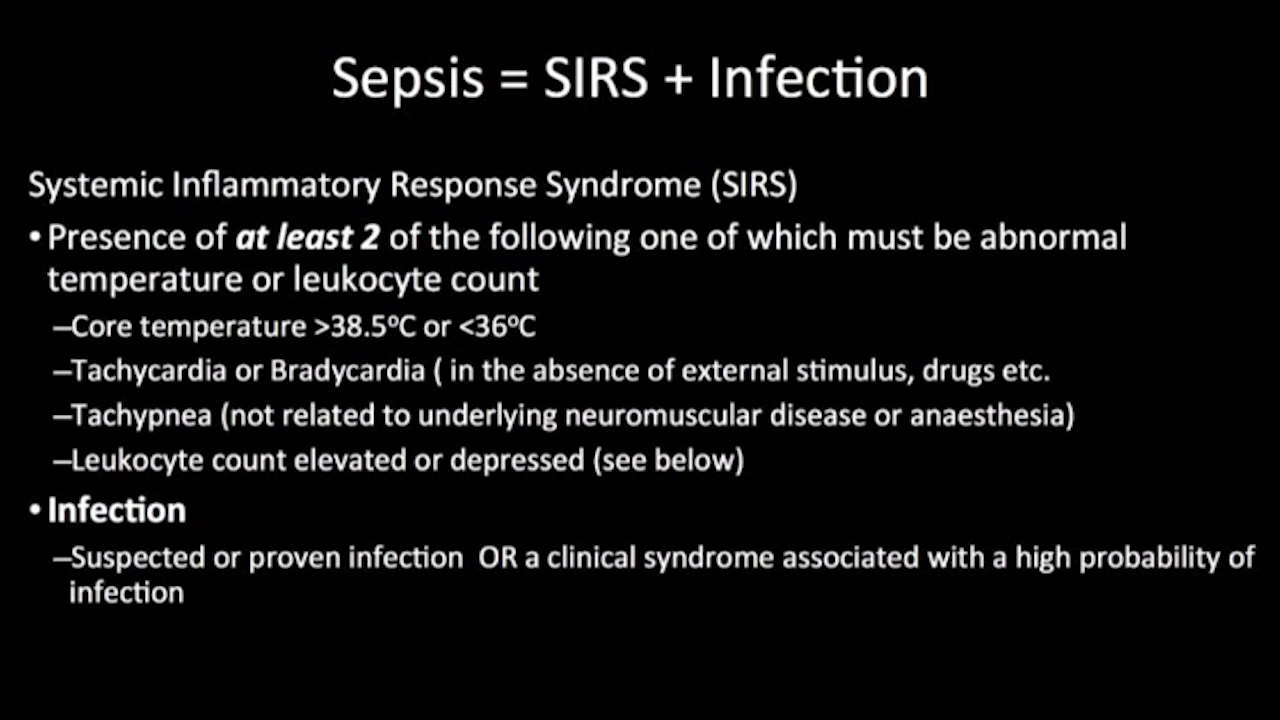 Sepsis = SIRS + Infection
Systemic Inflammatory Response Syndrome (SIRS)
• Presence of at least 2 of the following one of which must be abnormal
temperature or leukocyte count
–Core temperature >38.5ºC or <36ºC
–Tachycardia or Bradycardia ( in the absence of external stimulus, drugs etc.
–Tachypnea (not related to underlying neuromuscular disease or anaesthesia)
–Leukocyte count elevated or depressed (see below)
• Infection
–Suspected or proven infection  OR a clinical syndrome associated with a high probability of
infection